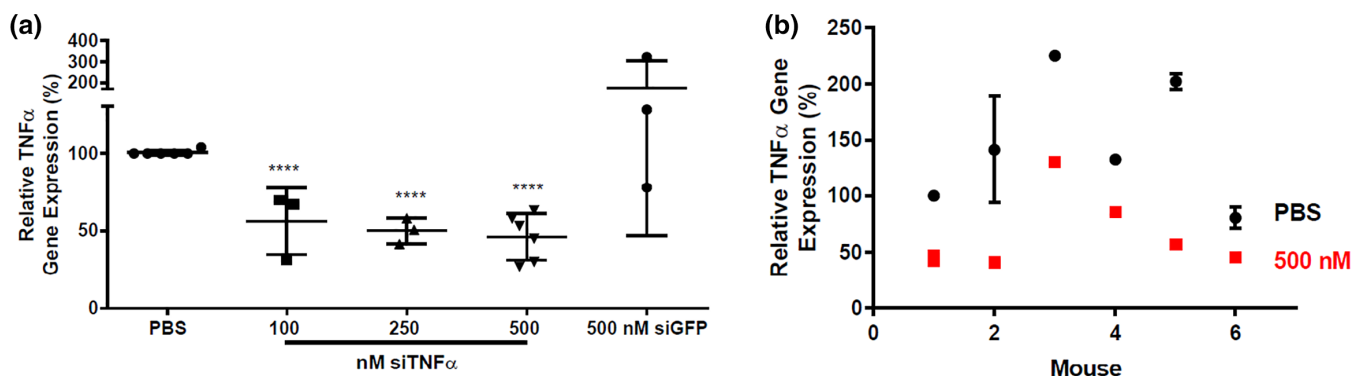 (a)
Relative TNFα
Gene Expression (%)
400
300
200
100
50
0
****
****
****
PBS
100
250
500
500 nM siGFP
nM siTNFα
(b)
Relative TNFα Gene
Expression (%)
250
200
150
100
50
0
0
2
4
6
Mouse
PBS
500 nM